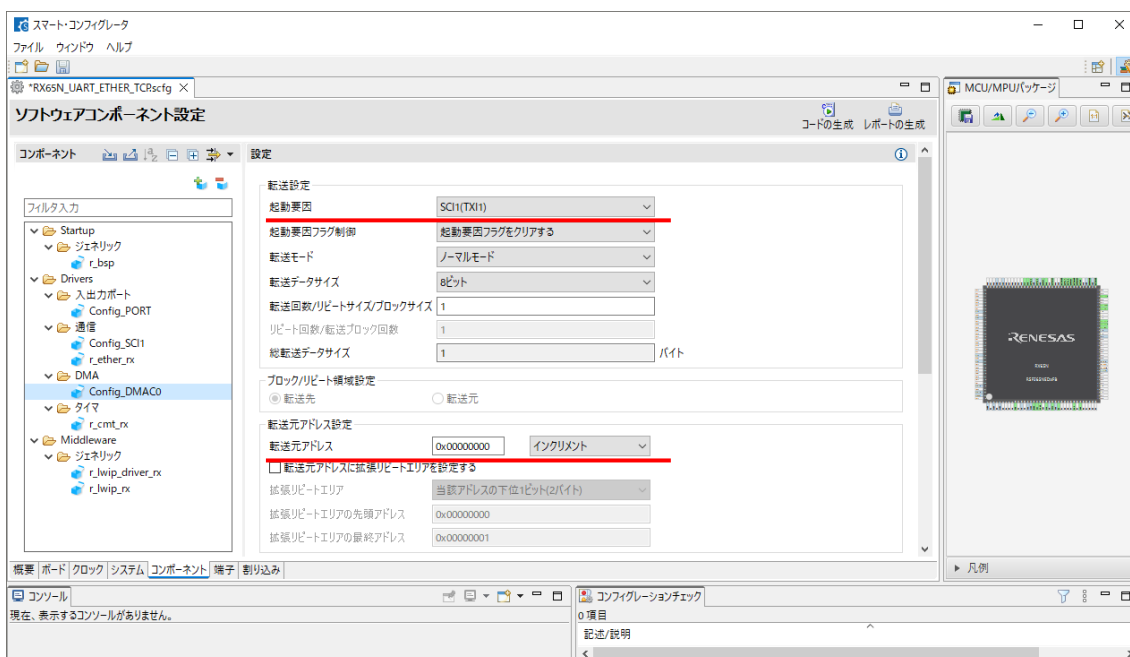 スマート・コンフィグレータ
ファイル ウィンドウ ヘルプ
*RX65N_UART_ETHER_TCP.scfg
MCU/MPUパッケージ
ソフトウェアコンポーネント設定
コードの生成 レポートの生成
コンポーネント
設定
フィルタ入力
Startup
ジェネリック
r_bsp
Drivers
入出力ポート
Config_PORT
通信
Config_SCI1
r_ether_rx
DMA
Config_DMAC0
タイマ
r_cmt_rx
Middleware
ジェネリック
r_lwip_driver_rx
r_lwip_rx
転送設定
起動要因 SCI1(TXI1)
起動要因フラグ制御 起動要因フラグをクリアする
転送モード ノーマルモード
転送データサイズ 8ビット
転送回数/リピートサイズ/ブロックサイズ 1
リピート回数/転送ブロック回数 1
総転送データサイズ 1 バイト
ブロック/リピート領域設定
転送先 転送元
転送元アドレス設定
転送元アドレス 0x00000000 インクリメント
転送元アドレスに拡張リピートエリアを設定する
拡張リピートエリア 当該アドレスの下位1ビット(2バイト)
拡張リピートエリアの先頭アドレス 0x00000000
拡張リピートエリアの最終アドレス 0x00000001
RENESAS
RX65N
凡例
概要 ボード クロック システム コンポーネント 端子 割り込み
コンソール
現在、表示するコンソールがありません。
コンフィグレーションチェック
0 項目
記述/説明